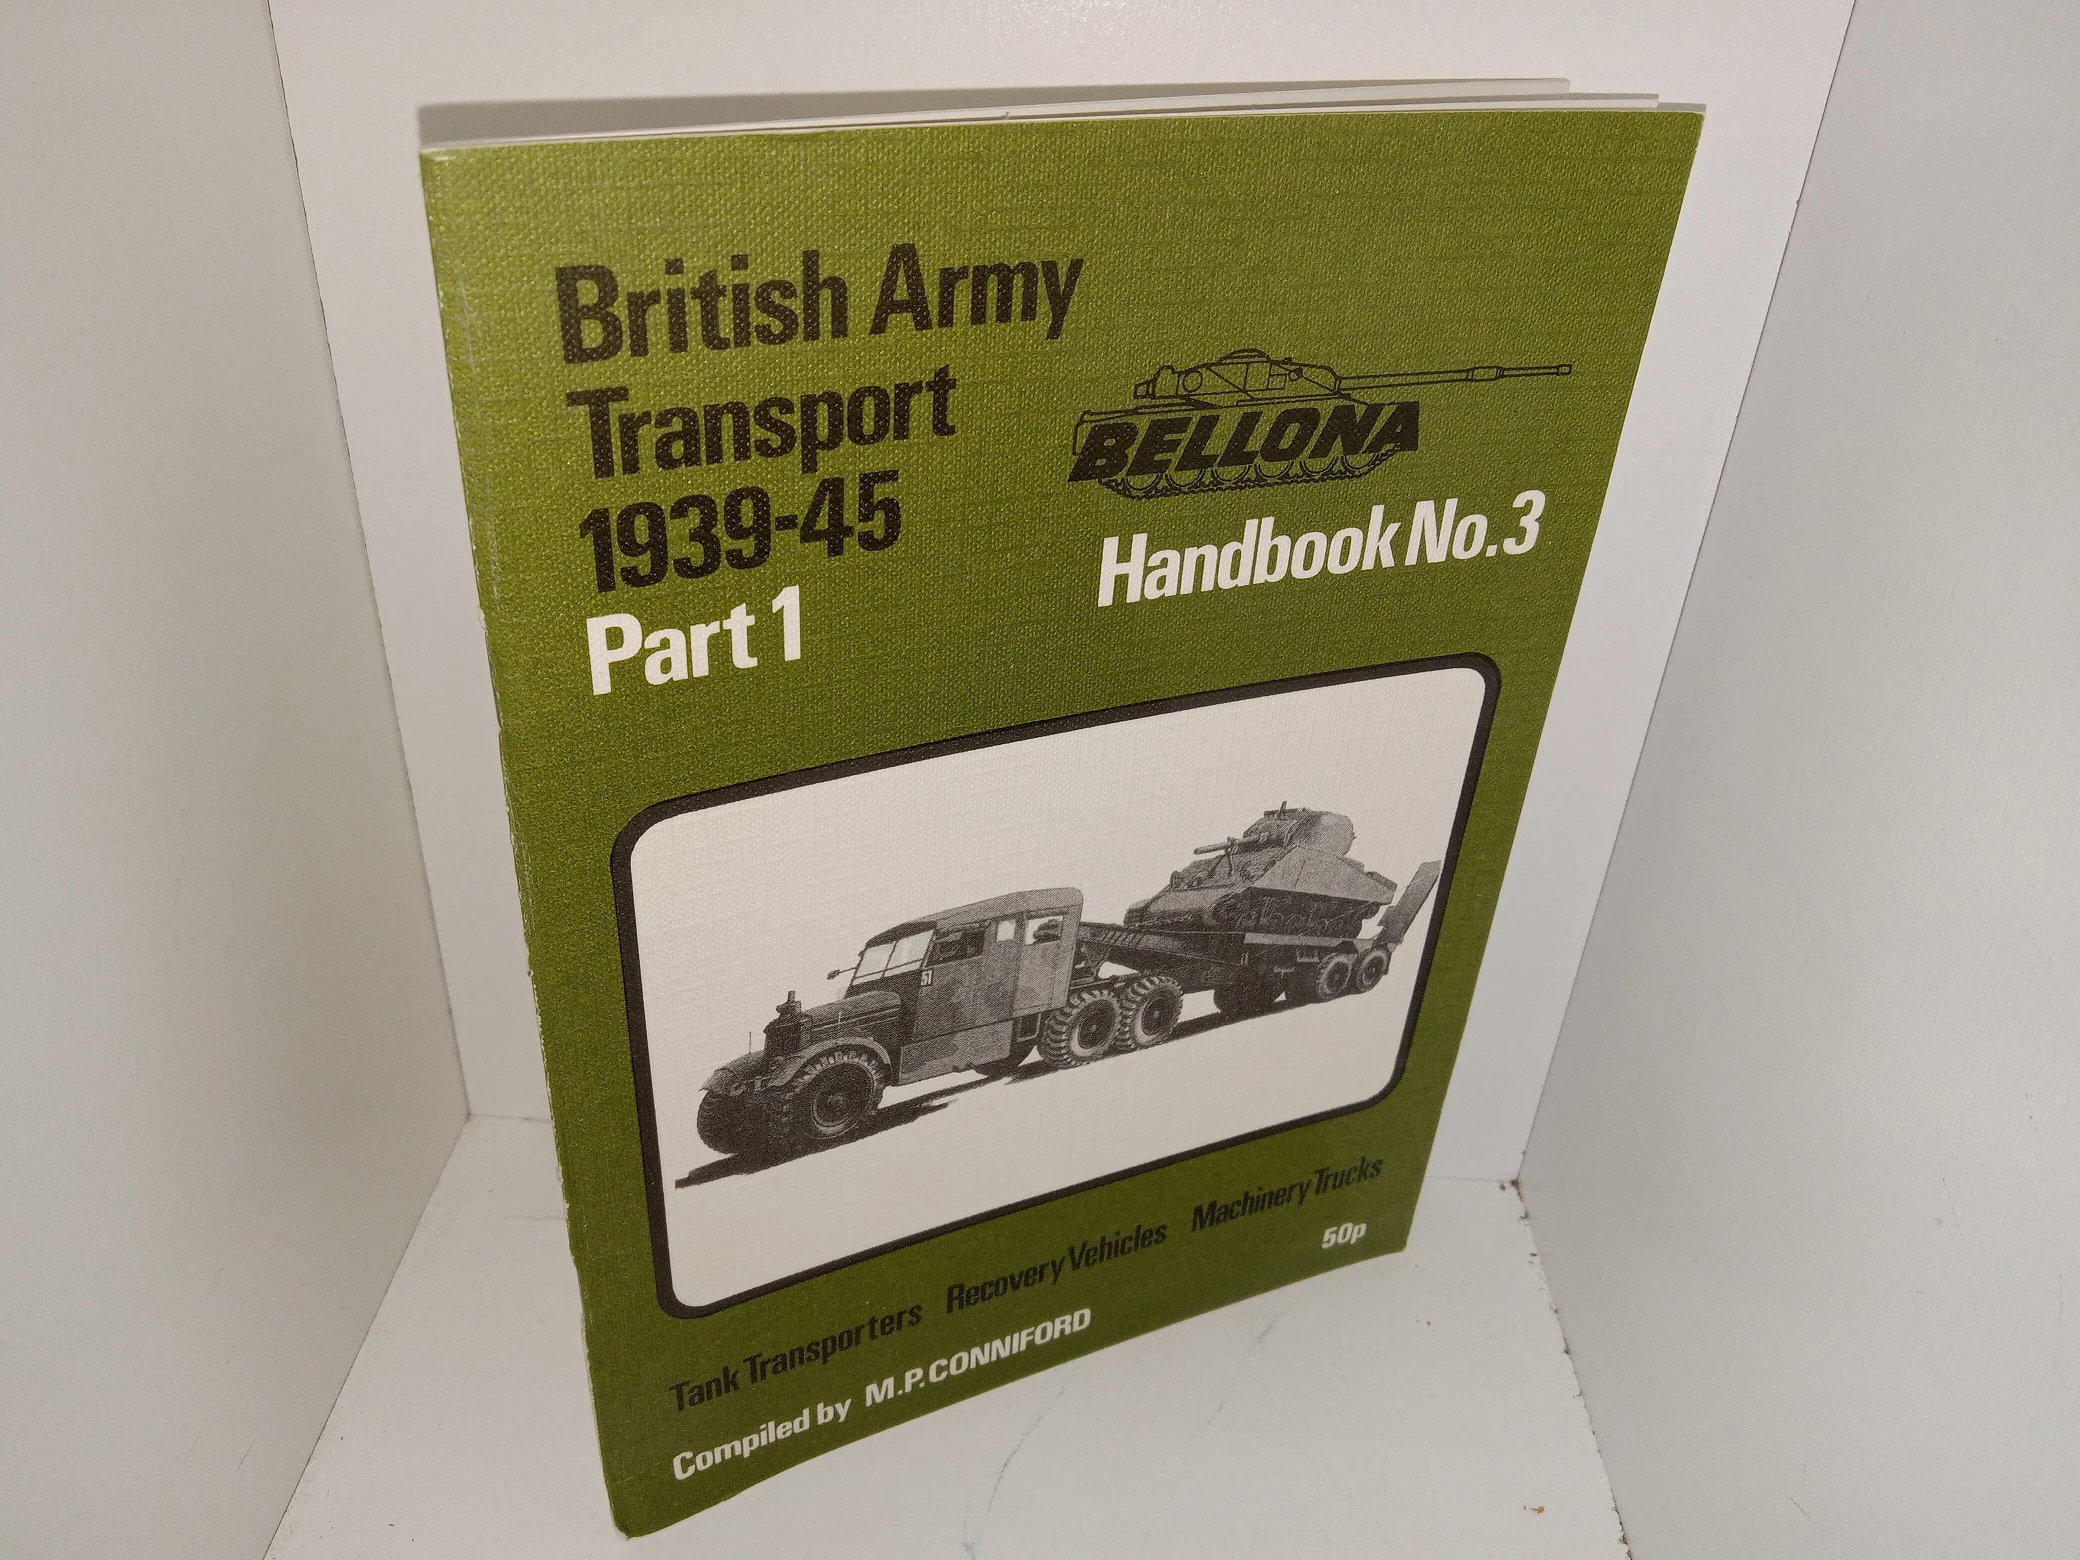 British Army
Transport
1939-45
Part 1
BELLONA
Handbook No.3
51
Tank Transporters Recovery Vehicles Machinery Trucks
50p
Compiled by M.P. CONNIFORD